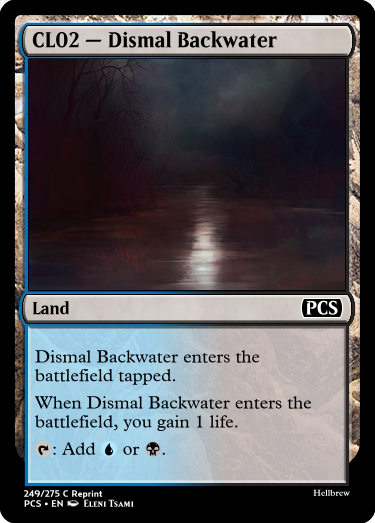 CL02 — Dismal Backwater
Land
PCS
Dismal Backwater enters the
battlefield tapped.
When Dismal Backwater enters the
battlefield, you gain 1 life.
: Add or .
249/275 C Reprint
Hellbrew
PCS • EN Eleni Tsami